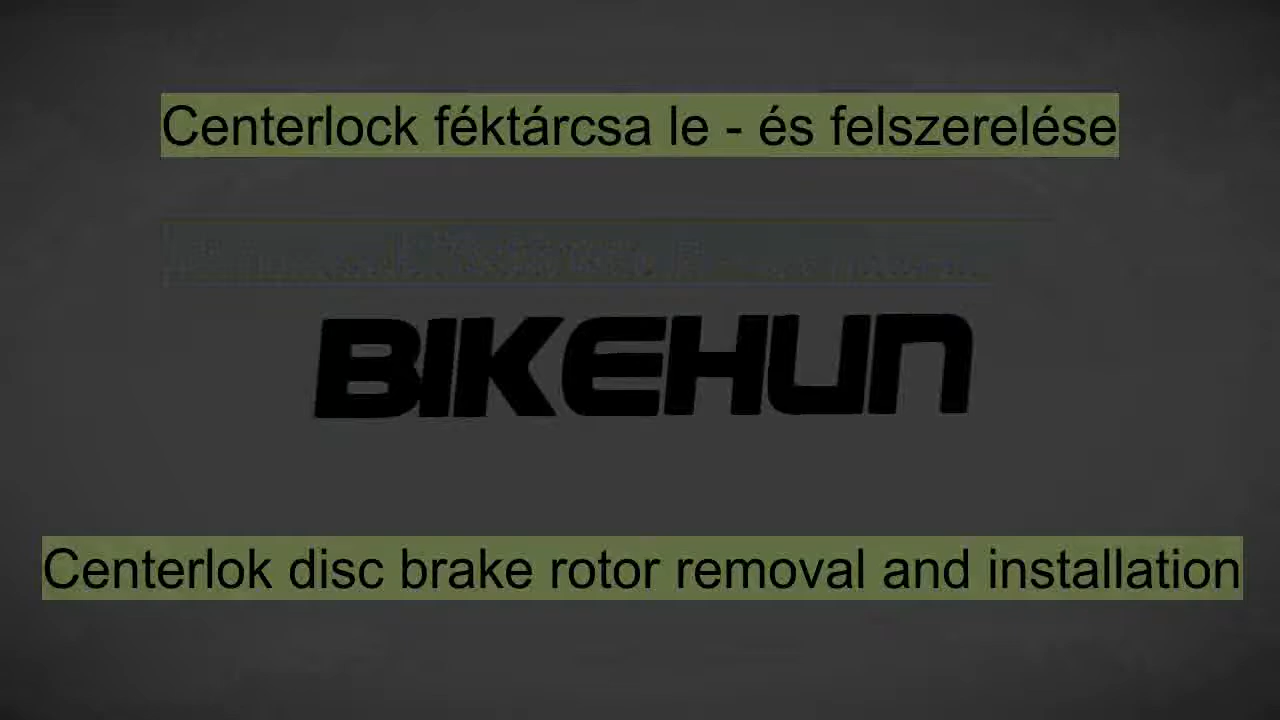 Centerlock féktárcsa le - és felszerelése
BIKEHUN
Centerlok disc brake rotor removal and installation